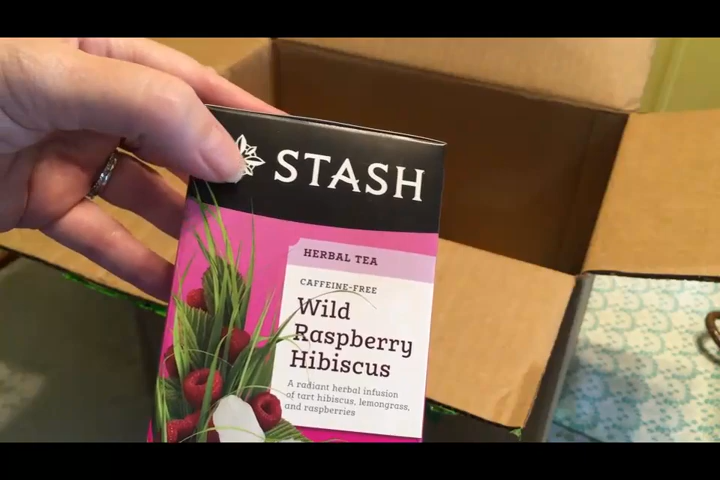 STASH
HERBAL TEA
CAFFEINE-FREE
Wild
Raspberry
Hibiscus
A radiant herbal infusion
of tart hibiscus, lemongrass,
and raspberries